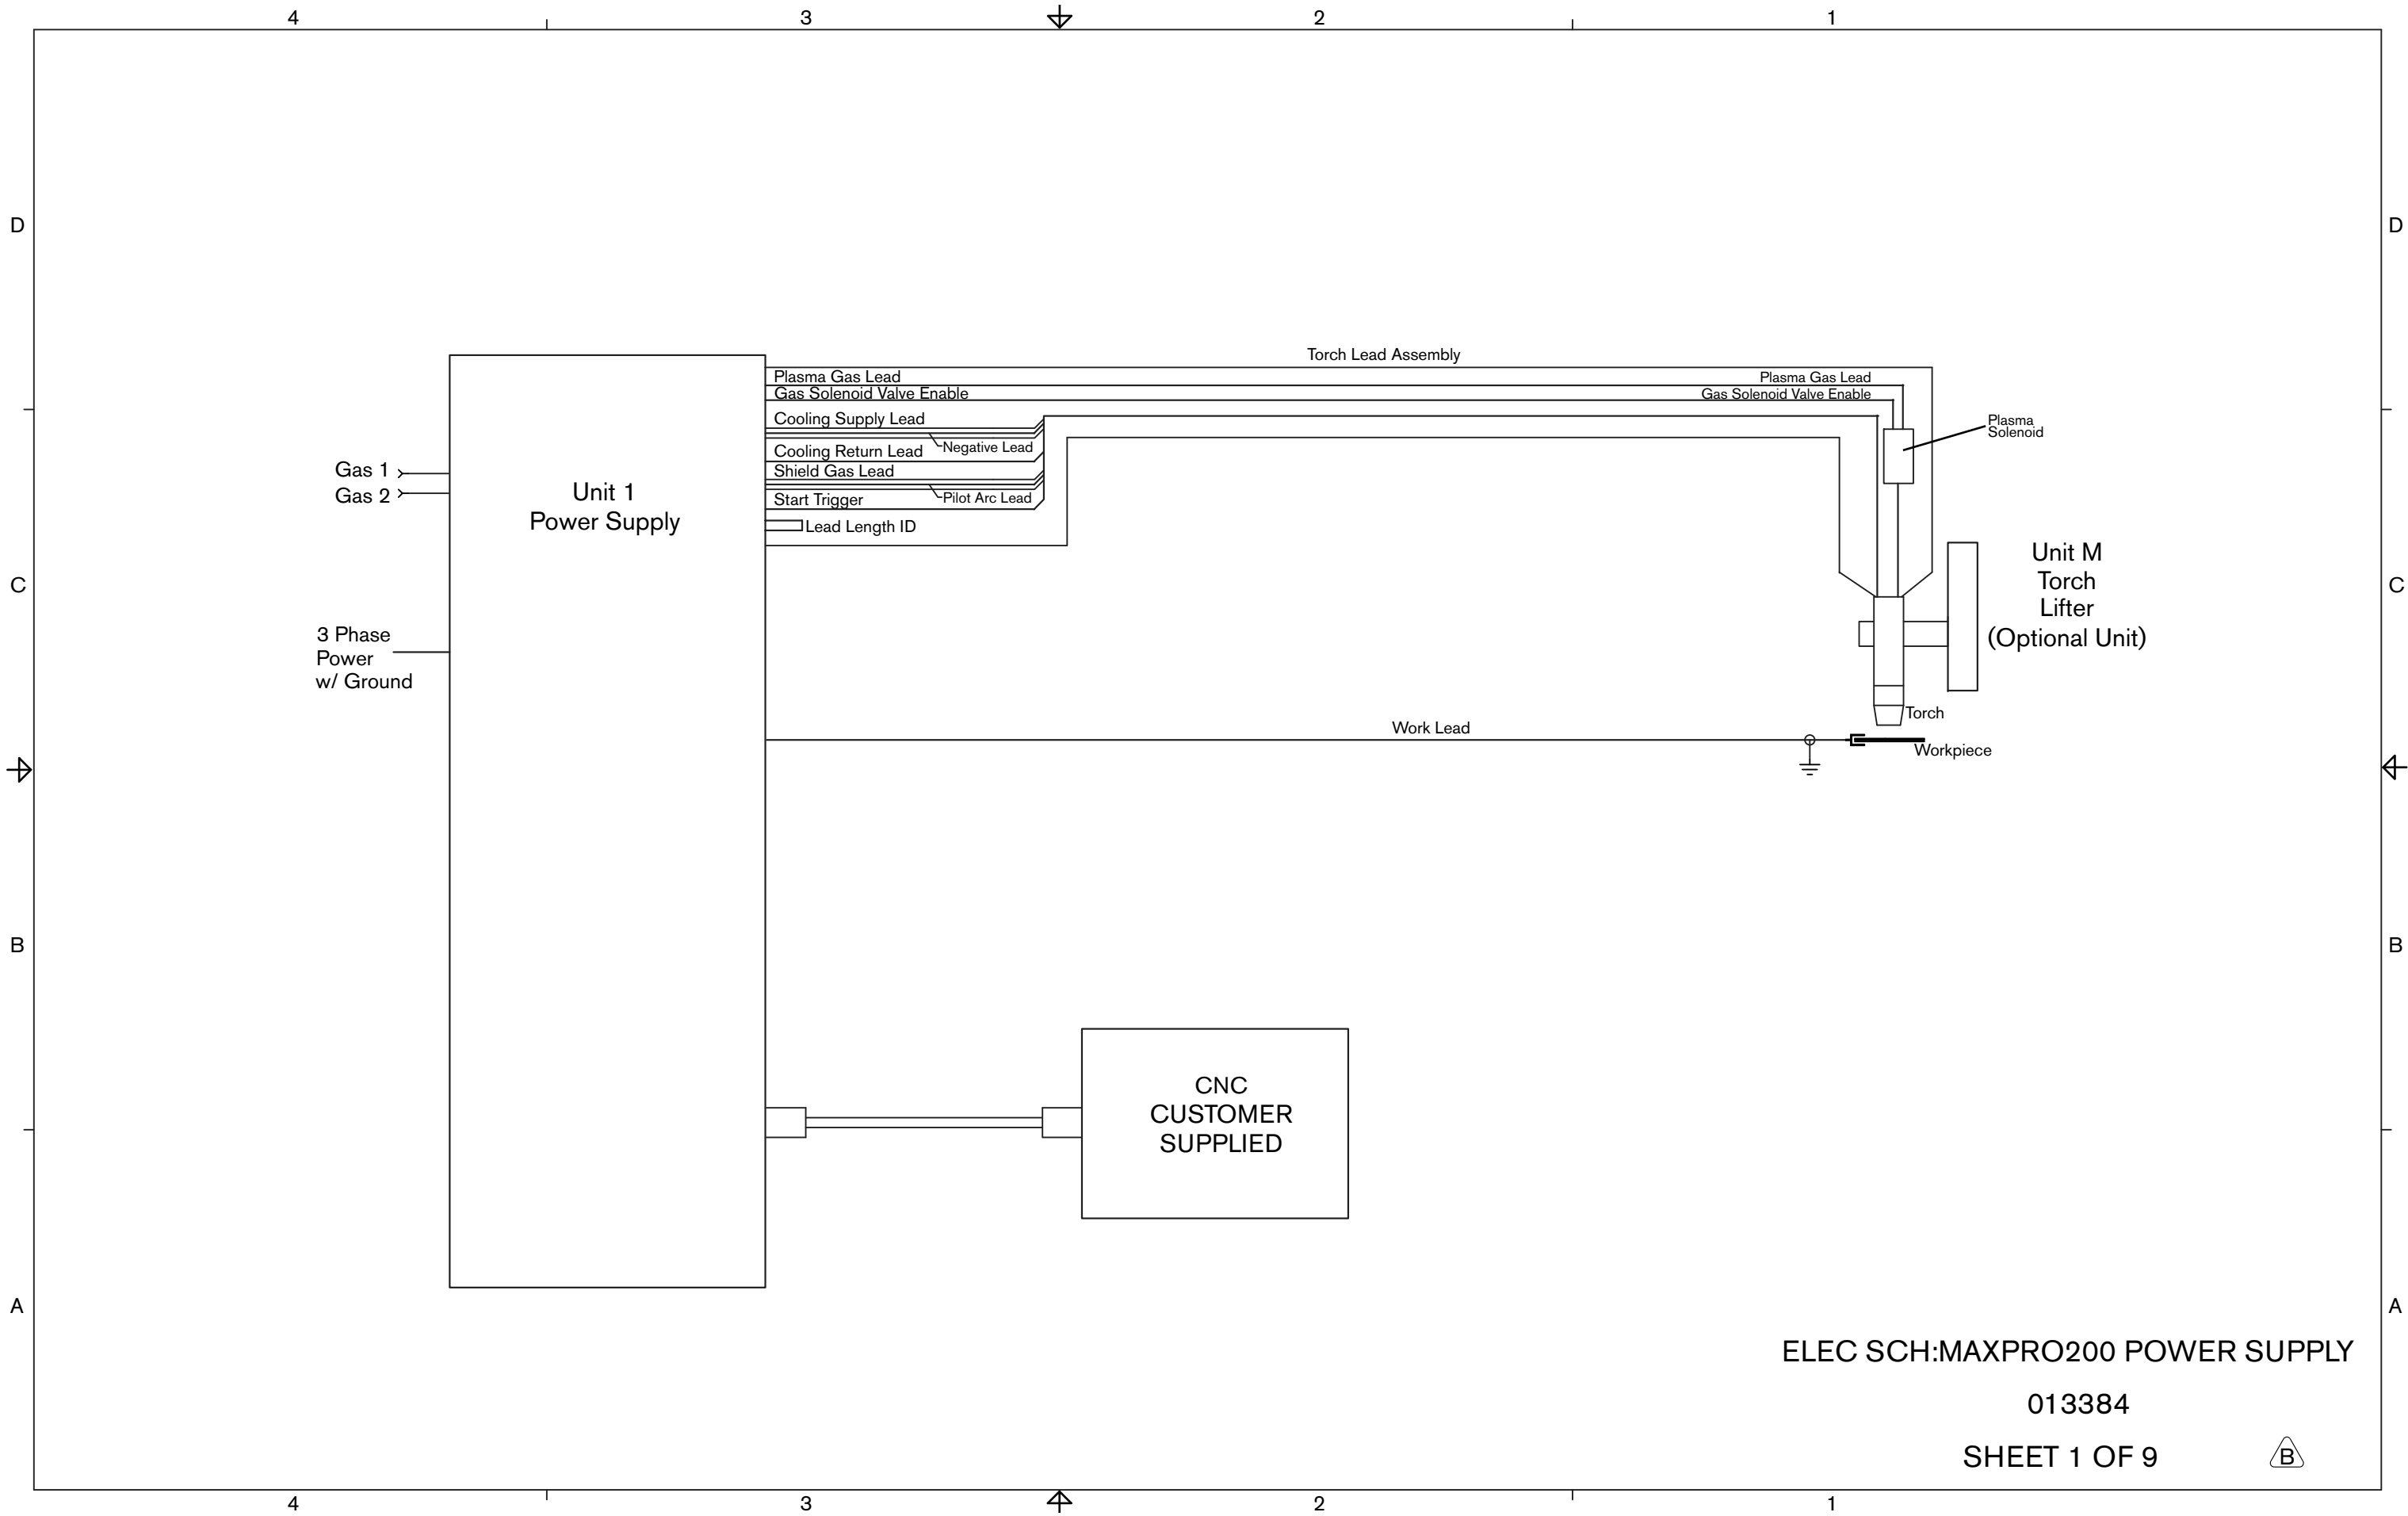 4 3 2 1
D D
Torch Lead Assembly
Plasma Gas Lead
Plasma Gas Lead
Gas Solenoid Valve Enable
Gas Solenoid Valve Enable
Cooling Supply Lead
Negative Lead
Cooling Return Lead
Shield Gas Lead
Pilot Arc Lead
Start Trigger
Lead Length ID
Plasma
Solenoid
Gas 1
Gas 2
Unit 1
Power Supply
3 Phase
Power
w/ Ground
Unit M
Torch
Lifter
(Optional Unit)
C C
Torch
Work Lead
Workpiece
B B
CNC
CUSTOMER
SUPPLIED
A A
ELEC SCH:MAXPRO200 POWER SUPPLY
013384
SHEET 1 OF 9
B
4 3 2 1